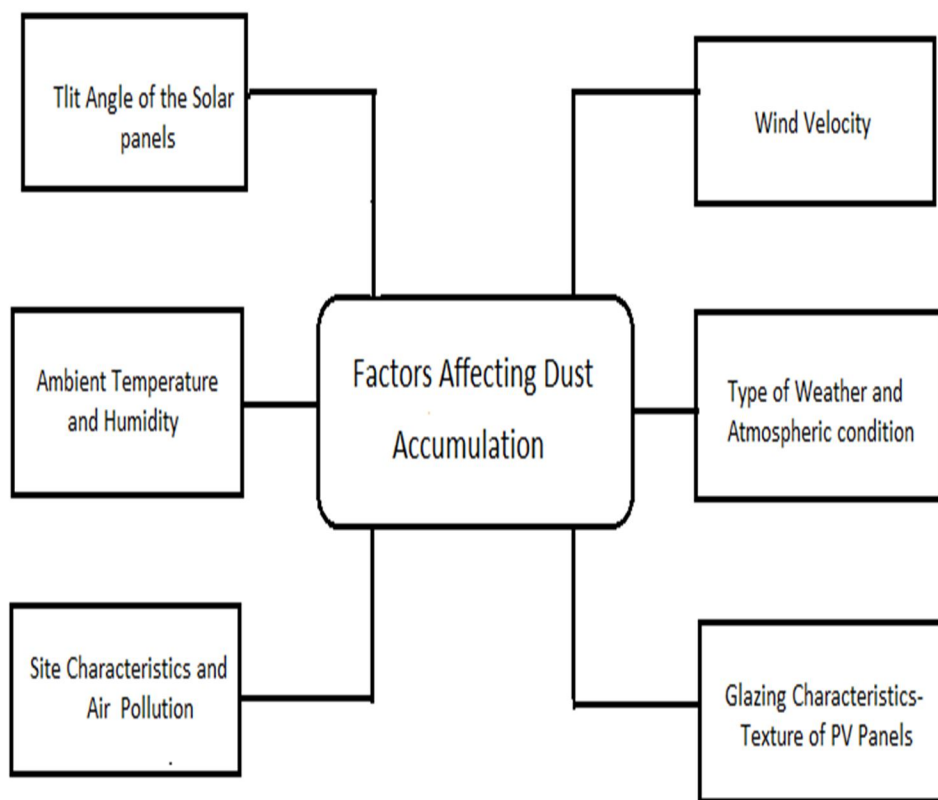 Tlit Angle of the Solar
panels
Wind Velocity
Factors Affecting Dust
Accumulation
Ambient Temperature
and Humidity
Type of Weather and
Atmospheric condition
Site Characteristics and
Air Pollution
Glazing Characteristics-
Texture of PV Panels